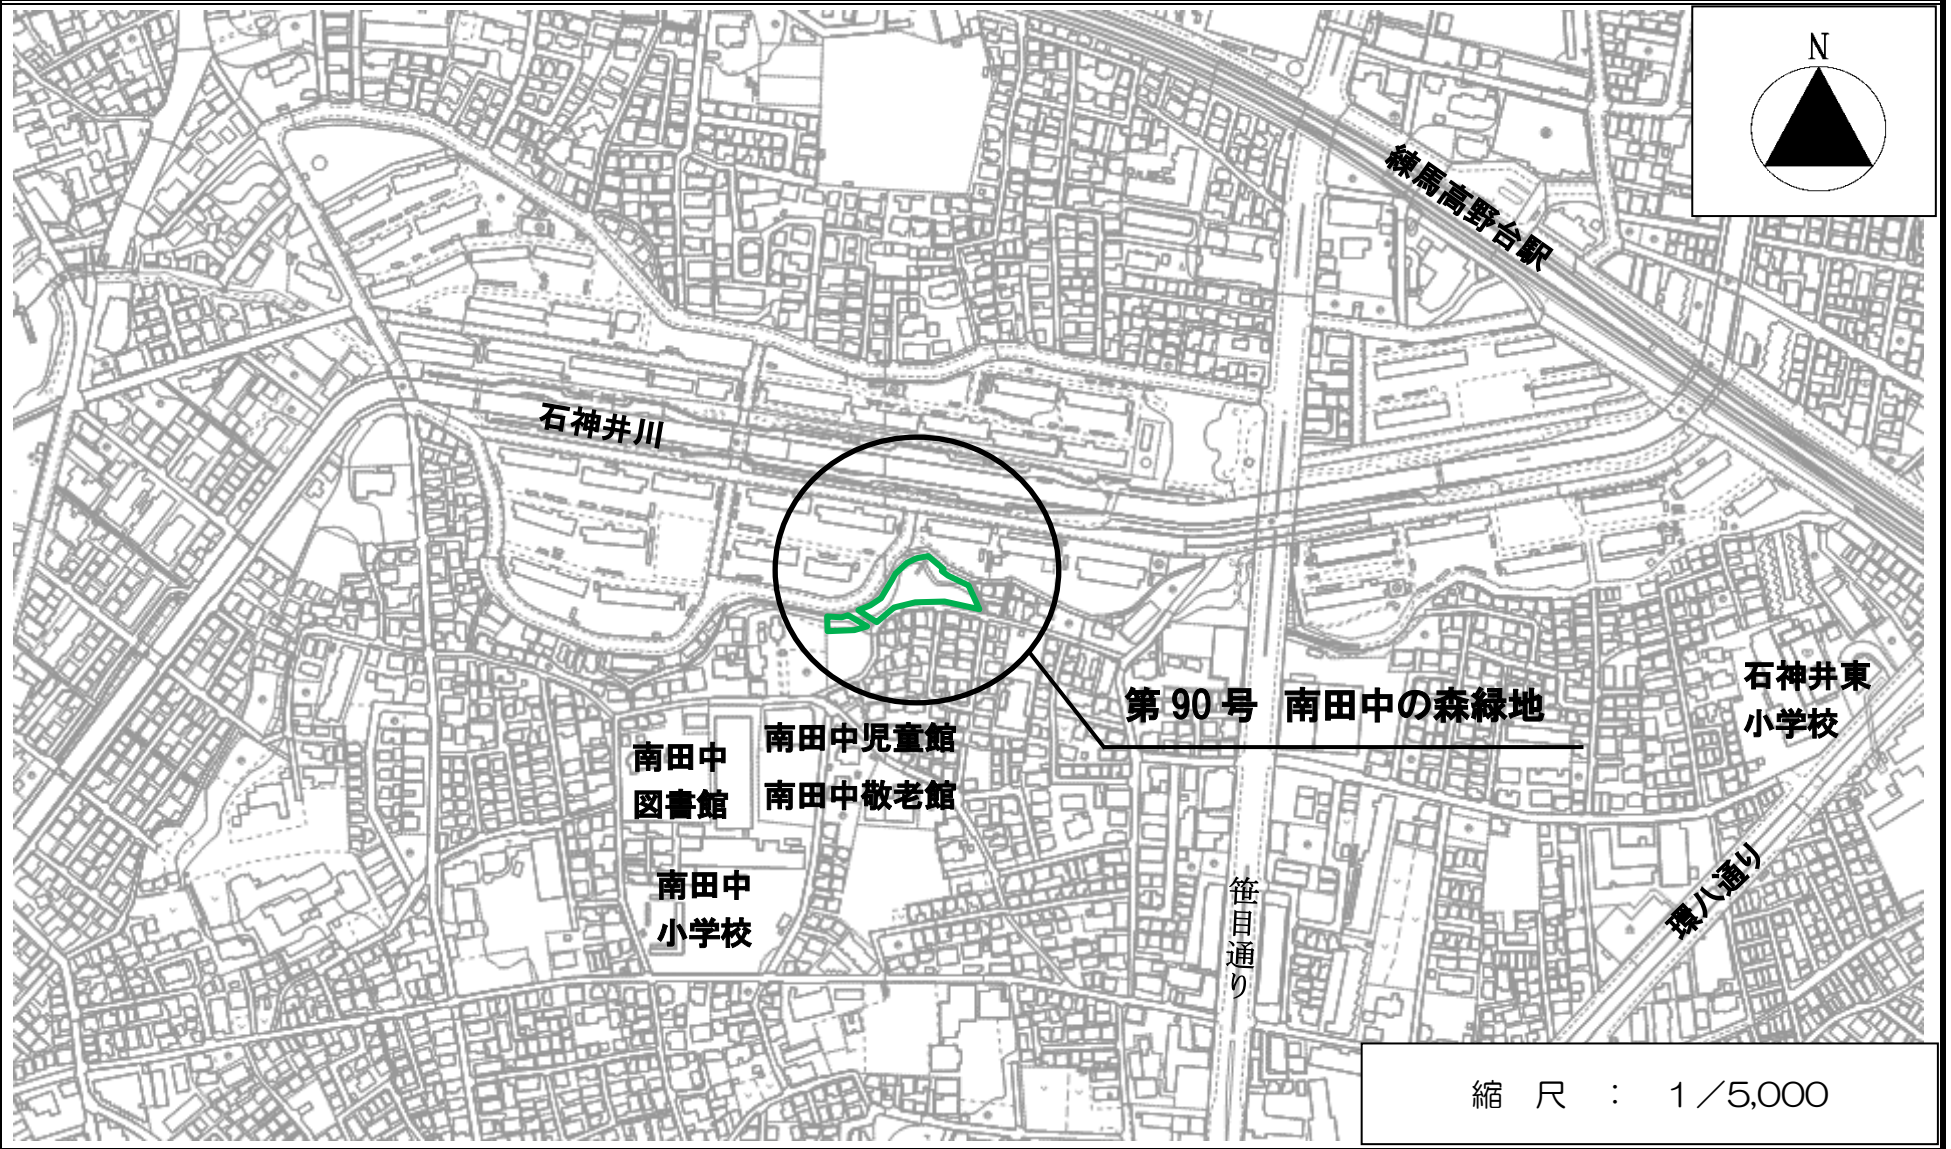 N
練馬高野台駅
石神井川
第90号 南田中の森緑地
石神井東
小学校
南田中児童館
南田中
図書館
南田中敬老館
南田中
小学校
環八通り
笹目通り
縮 尺 : 1/5,000